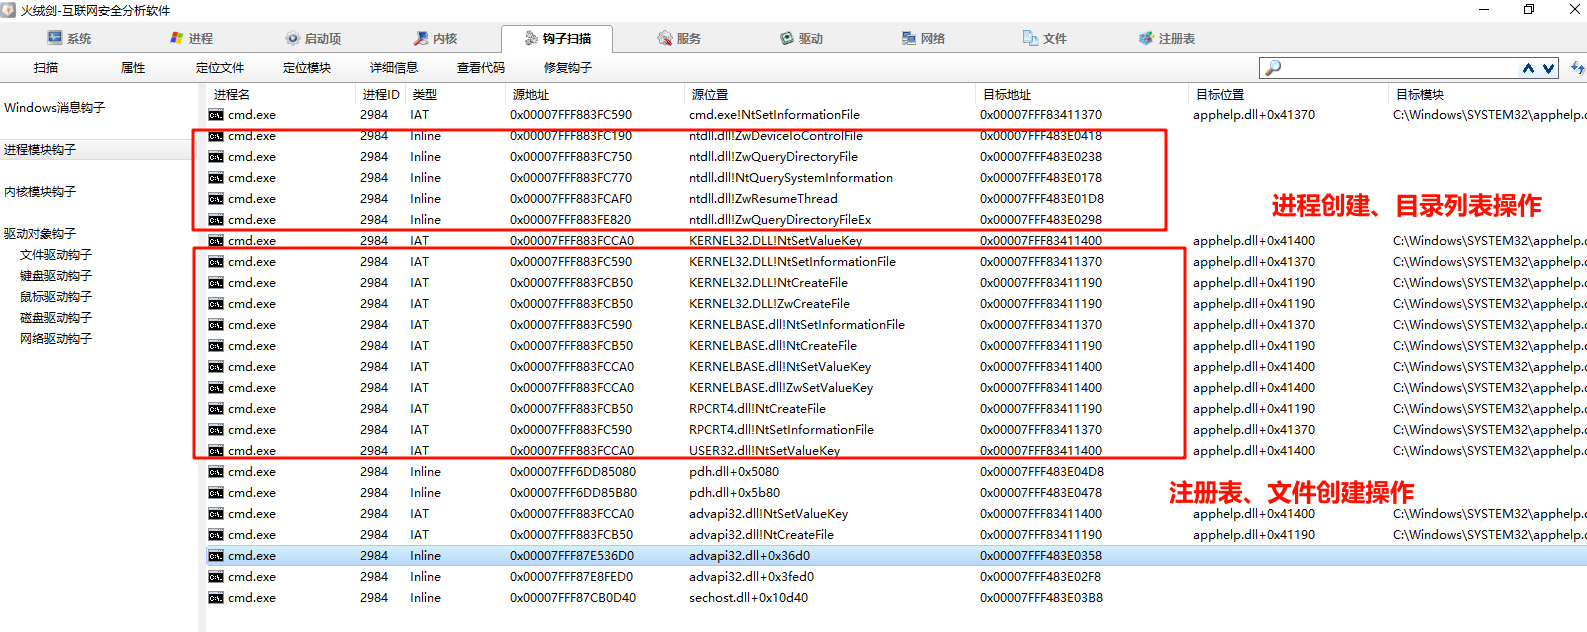 火绒剑-互联网安全分析软件
系统 进程 启动项 内核 钩子扫描 服务 驱动 网络 文件 注册表
扫描 属性 定位文件 定位模块 详细信息 查看代码 修复钩子
Windows消息钩子
进程模块钩子
内核模块钩子
驱动对象钩子
文件驱动钩子
键盘驱动钩子
鼠标驱动钩子
磁盘驱动钩子
网络驱动钩子
进程名 进程ID 类型 源地址 源位置 目标地址 目标位置 目标模块
cmd.exe 2984 IAT 0x00007FFF883FC590 cmd.exe!NtSetInformationFile 0x00007FFF83411370 apphelp.dll+0x41370 C:\Windows\SYSTEM32\apphelp.
cmd.exe 2984 Inline 0x00007FFF883FC190 ntdll.dll!ZwDeviceIoControlFile 0x00007FFF483E0418
cmd.exe 2984 Inline 0x00007FFF883FC750 ntdll.dll!ZwQueryDirectoryFile 0x00007FFF483E0238
cmd.exe 2984 Inline 0x00007FFF883FC770 ntdll.dll!NtQuerySystemInformation 0x00007FFF483E0178
cmd.exe 2984 Inline 0x00007FFF883FCAF0 ntdll.dll!ZwResumeThread 0x00007FFF483E01D8
cmd.exe 2984 Inline 0x00007FFF883FE820 ntdll.dll!ZwQueryDirectoryFileEx 0x00007FFF483E0298
进程创建、目录列表操作
cmd.exe 2984 IAT 0x00007FFF883FCCA0 KERNEL32.DLL!NtSetValueKey 0x00007FFF83411400 apphelp.dll+0x41400 C:\Windows\SYSTEM32\apphelp.
cmd.exe 2984 IAT 0x00007FFF883FC590 KERNEL32.DLL!NtSetInformationFile 0x00007FFF83411370 apphelp.dll+0x41370 C:\Windows\SYSTEM32\apphelp.
cmd.exe 2984 IAT 0x00007FFF883FCB50 KERNEL32.DLL!NtCreateFile 0x00007FFF83411190 apphelp.dll+0x41190 C:\Windows\SYSTEM32\apphelp.
cmd.exe 2984 IAT 0x00007FFF883FCB50 KERNEL32.DLL!ZwCreateFile 0x00007FFF83411190 apphelp.dll+0x41190 C:\Windows\SYSTEM32\apphelp.
cmd.exe 2984 IAT 0x00007FFF883FC590 KERNELBASE.dll!NtSetInformationFile 0x00007FFF83411370 apphelp.dll+0x41370 C:\Windows\SYSTEM32\apphelp.
cmd.exe 2984 IAT 0x00007FFF883FCB50 KERNELBASE.dll!NtCreateFile 0x00007FFF83411190 apphelp.dll+0x41190 C:\Windows\SYSTEM32\apphelp.
cmd.exe 2984 IAT 0x00007FFF883FCCA0 KERNELBASE.dll!NtSetValueKey 0x00007FFF83411400 apphelp.dll+0x41400 C:\Windows\SYSTEM32\apphelp.
cmd.exe 2984 IAT 0x00007FFF883FCCA0 KERNELBASE.dll!ZwSetValueKey 0x00007FFF83411400 apphelp.dll+0x41400 C:\Windows\SYSTEM32\apphelp.
cmd.exe 2984 IAT 0x00007FFF883FCB50 RPCRT4.dll!NtCreateFile 0x00007FFF83411190 apphelp.dll+0x41190 C:\Windows\SYSTEM32\apphelp.
cmd.exe 2984 IAT 0x00007FFF883FC590 RPCRT4.dll!NtSetInformationFile 0x00007FFF83411370 apphelp.dll+0x41370 C:\Windows\SYSTEM32\apphelp.
cmd.exe 2984 IAT 0x00007FFF883FCCA0 USER32.dll!NtSetValueKey 0x00007FFF83411400 apphelp.dll+0x41400 C:\Windows\SYSTEM32\apphelp.
cmd.exe 2984 Inline 0x00007FFF6DD85080 pdh.dll+0x5080 0x00007FFF483E04D8
cmd.exe 2984 Inline 0x00007FFF6DD85B80 pdh.dll+0x5b80 0x00007FFF483E0478
注册表、文件创建操作
cmd.exe 2984 IAT 0x00007FFF883FCCA0 advapi32.dll!NtSetValueKey 0x00007FFF83411400 apphelp.dll+0x41400 C:\Windows\SYSTEM32\apphelp.
cmd.exe 2984 IAT 0x00007FFF883FCB50 advapi32.dll!NtCreateFile 0x00007FFF83411190 apphelp.dll+0x41190 C:\Windows\SYSTEM32\apphelp.
cmd.exe 2984 Inline 0x00007FFF87E536D0 advapi32.dll+0x36d0 0x00007FFF483E0358
cmd.exe 2984 Inline 0x00007FFF87E8FED0 advapi32.dll+0x3fed0 0x00007FFF483E02F8
cmd.exe 2984 Inline 0x00007FFF87CB0D40 sechost.dll+0x10d40 0x00007FFF483E03B8